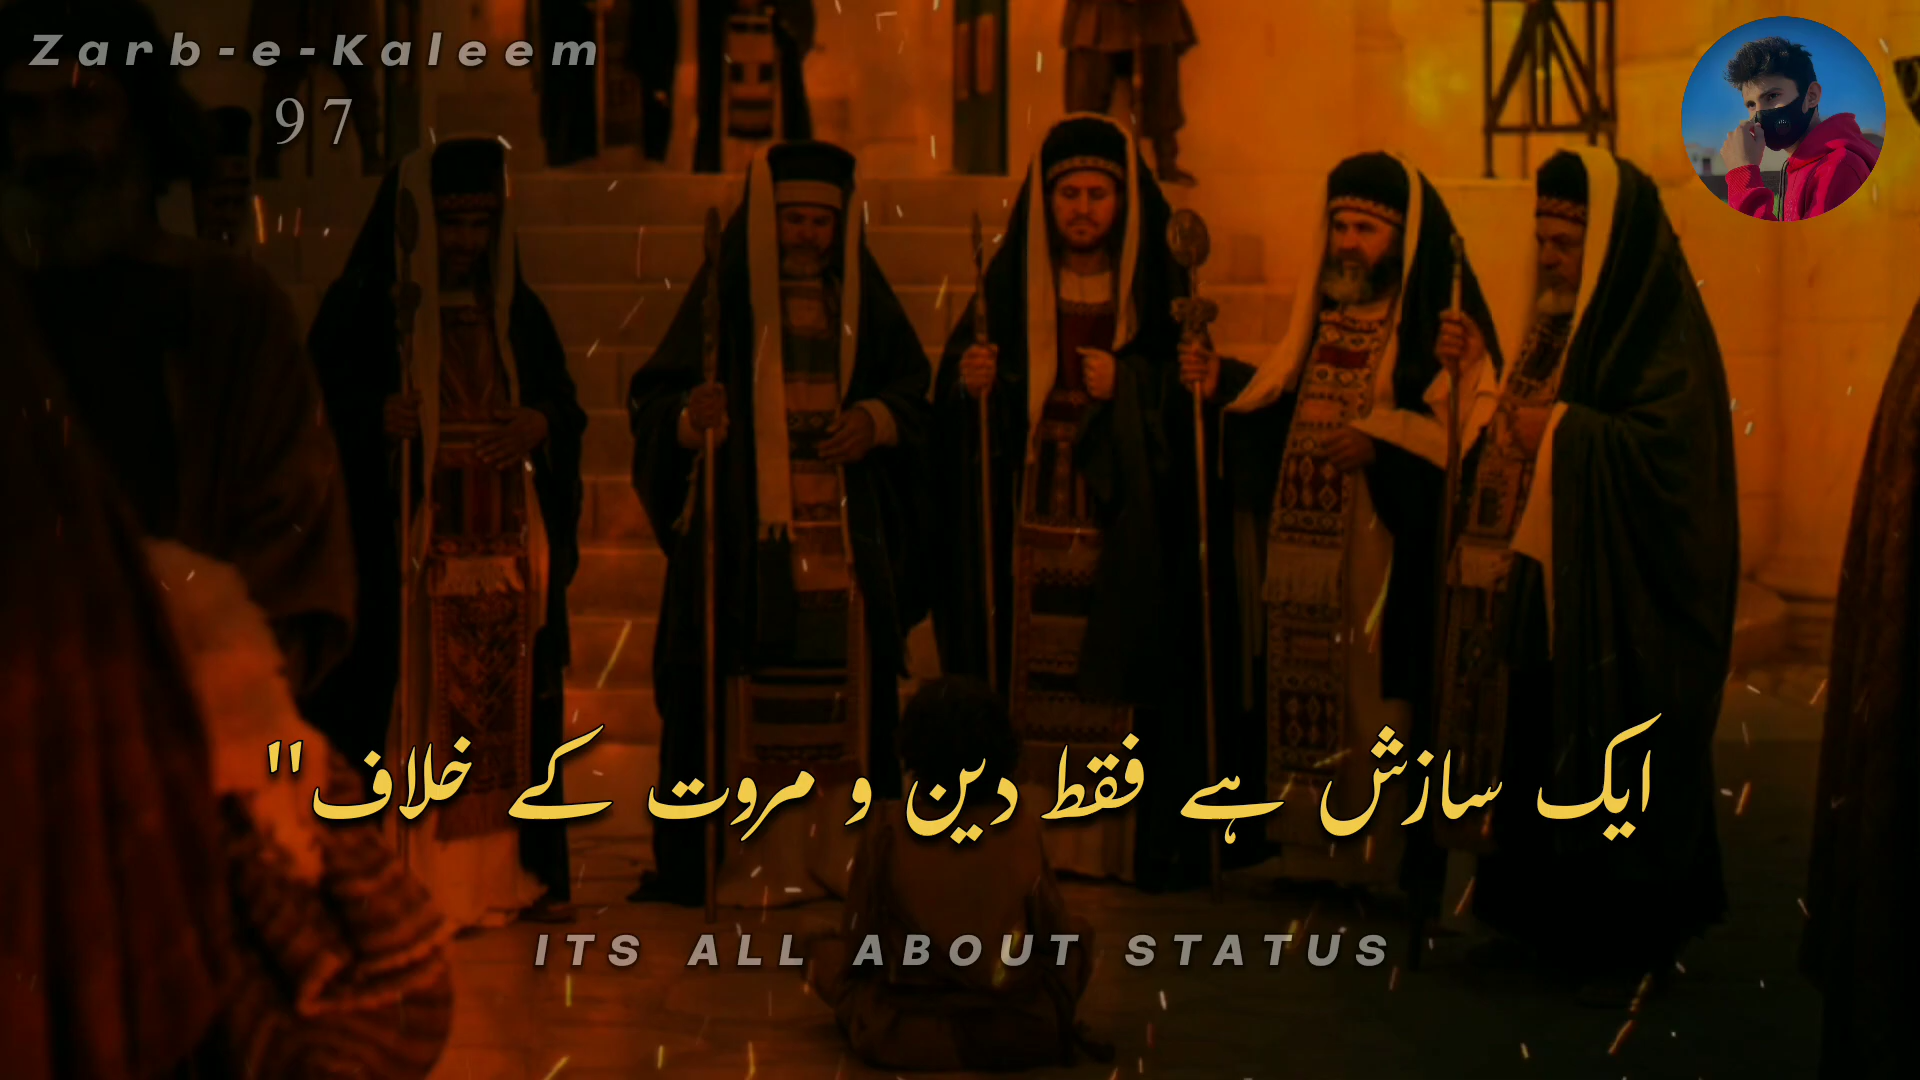 Zarb-e-Kaleem
97
ایک سازش ہے فقط دین و مروت کے خلاف"
ITS ALL ABOUT STATUS